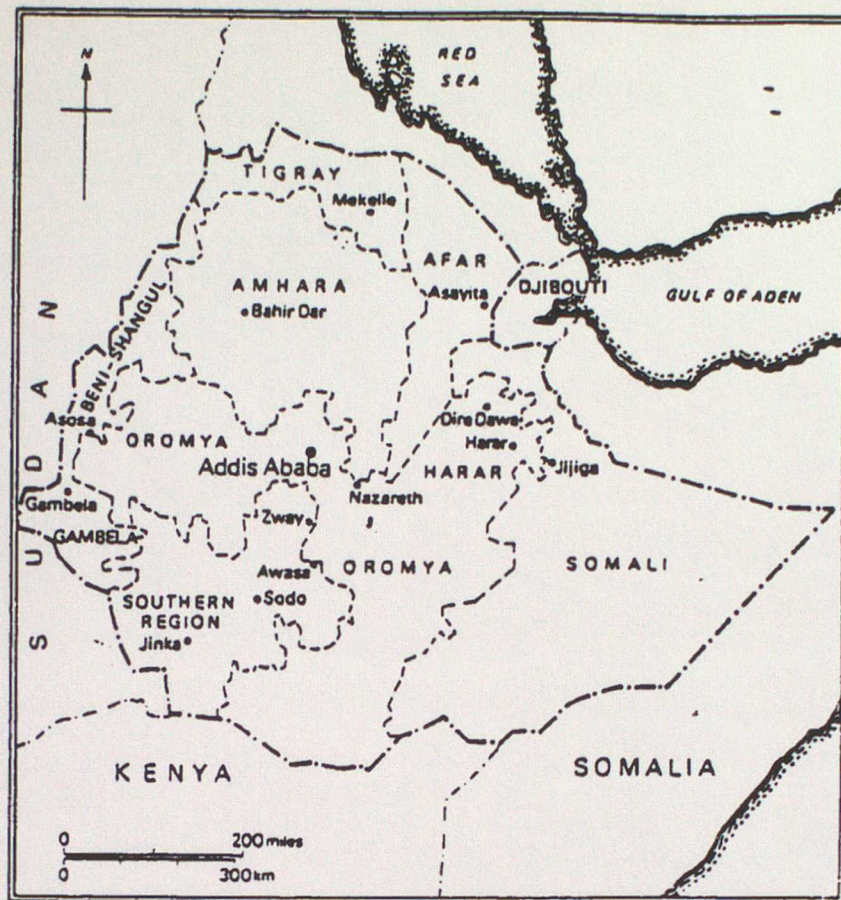 N
RED
SEA
TIGRAY
Mekelle
AFAR
AMHARA
Asayita
DJIBOUTI
GULF OF ADEN
Bahir Dar
BENI-SHANGUL
Asosa
OROMYA
Dire Dawa
Harar
Addis Ababa
HARAR
Jijiga
Gambela
Nazareth
GAMBELA
Zway
Awasa
OROMYA
SOMALI
SOUTHERN
REGION
Sodo
Jinka
SUDAN
KENYA
SOMALIA
0 200 miles
0 300 km